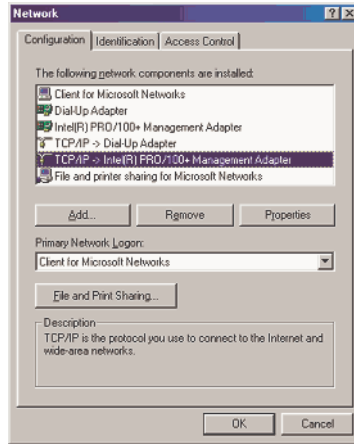 Network
Configuration Identification Access Control
The following network components are installed:
Client for Microsoft Networks
Dial-Up Adapter
Intel(R) PRO/100+ Management Adapter
TCP/IP -> Dial-Up Adapter
TCP/IP -> Intel(R) PRO/100+ Management Adapter
File and printer sharing for Microsoft Networks
Add... Remove Properties
Primary Network Logon:
Client for Microsoft Networks
File and Print Sharing...
Description
TCP/IP is the protocol you use to connect to the Internet and
wide-area networks.
OK Cancel